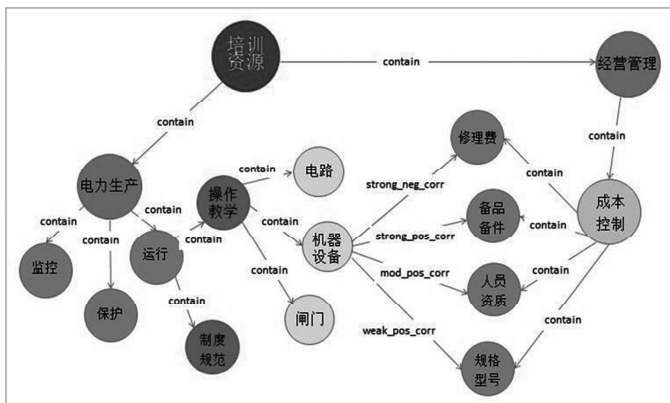 培训
资源
contain
经营管理
contain
contain
修理费
contain
电路
strong_neg_corr
contain
电力生产
操作
教学
备品
备件
成本
控制
contain
contain
contain
contain
contain
contain
strong_pos_corr
机器
设备
监控
运行
mod_pos_corr
人员
资质
contain
contain
保护
contain
闸门
contain
制度
规范
weak_pos_corr
规格
型号
contain